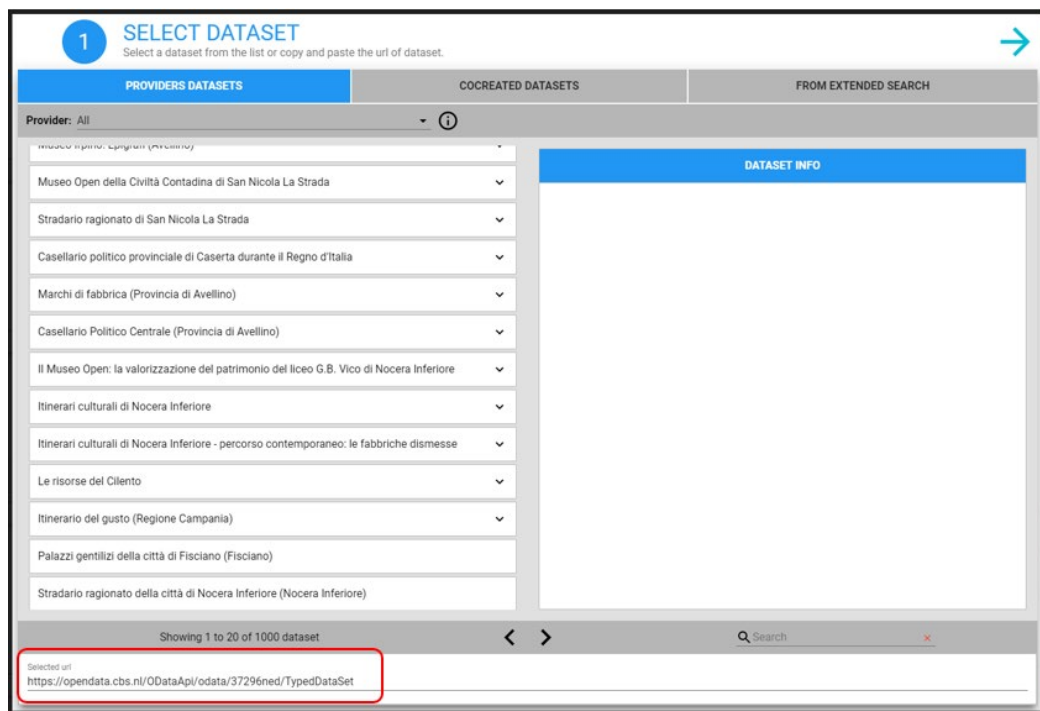 1
SELECT DATASET
Select a dataset from the list or copy and paste the url of dataset.
PROVIDERS DATASETS
COCREATED DATASETS
FROM EXTENDED SEARCH
Provider: All
Museo Irpino: Epigrafi (Avellino)
Museo Open della Civiltà Contadina di San Nicola La Strada
Stradario ragionato di San Nicola La Strada
Casellario politico provinciale di Caserta durante il Regno d'Italia
Marchi di fabbrica (Provincia di Avellino)
Casellario Politico Centrale (Provincia di Avellino)
Il Museo Open: la valorizzazione del patrimonio del liceo G.B. Vico di Nocera Inferiore
Itinerari culturali di Nocera Inferiore
Itinerari culturali di Nocera Inferiore - percorso contemporaneo: le fabbriche dismesse
Le risorse del Cilento
Itinerario del gusto (Regione Campania)
Palazzi gentilizi della città di Fisciano (Fisciano)
Stradario ragionato della città di Nocera Inferiore (Nocera Inferiore)
DATASET INFO
Showing 1 to 20 of 1000 dataset
Search
Selected url
https://opendata.cbs.nl/ODataApi/odata/37296ned/TypedDataSet